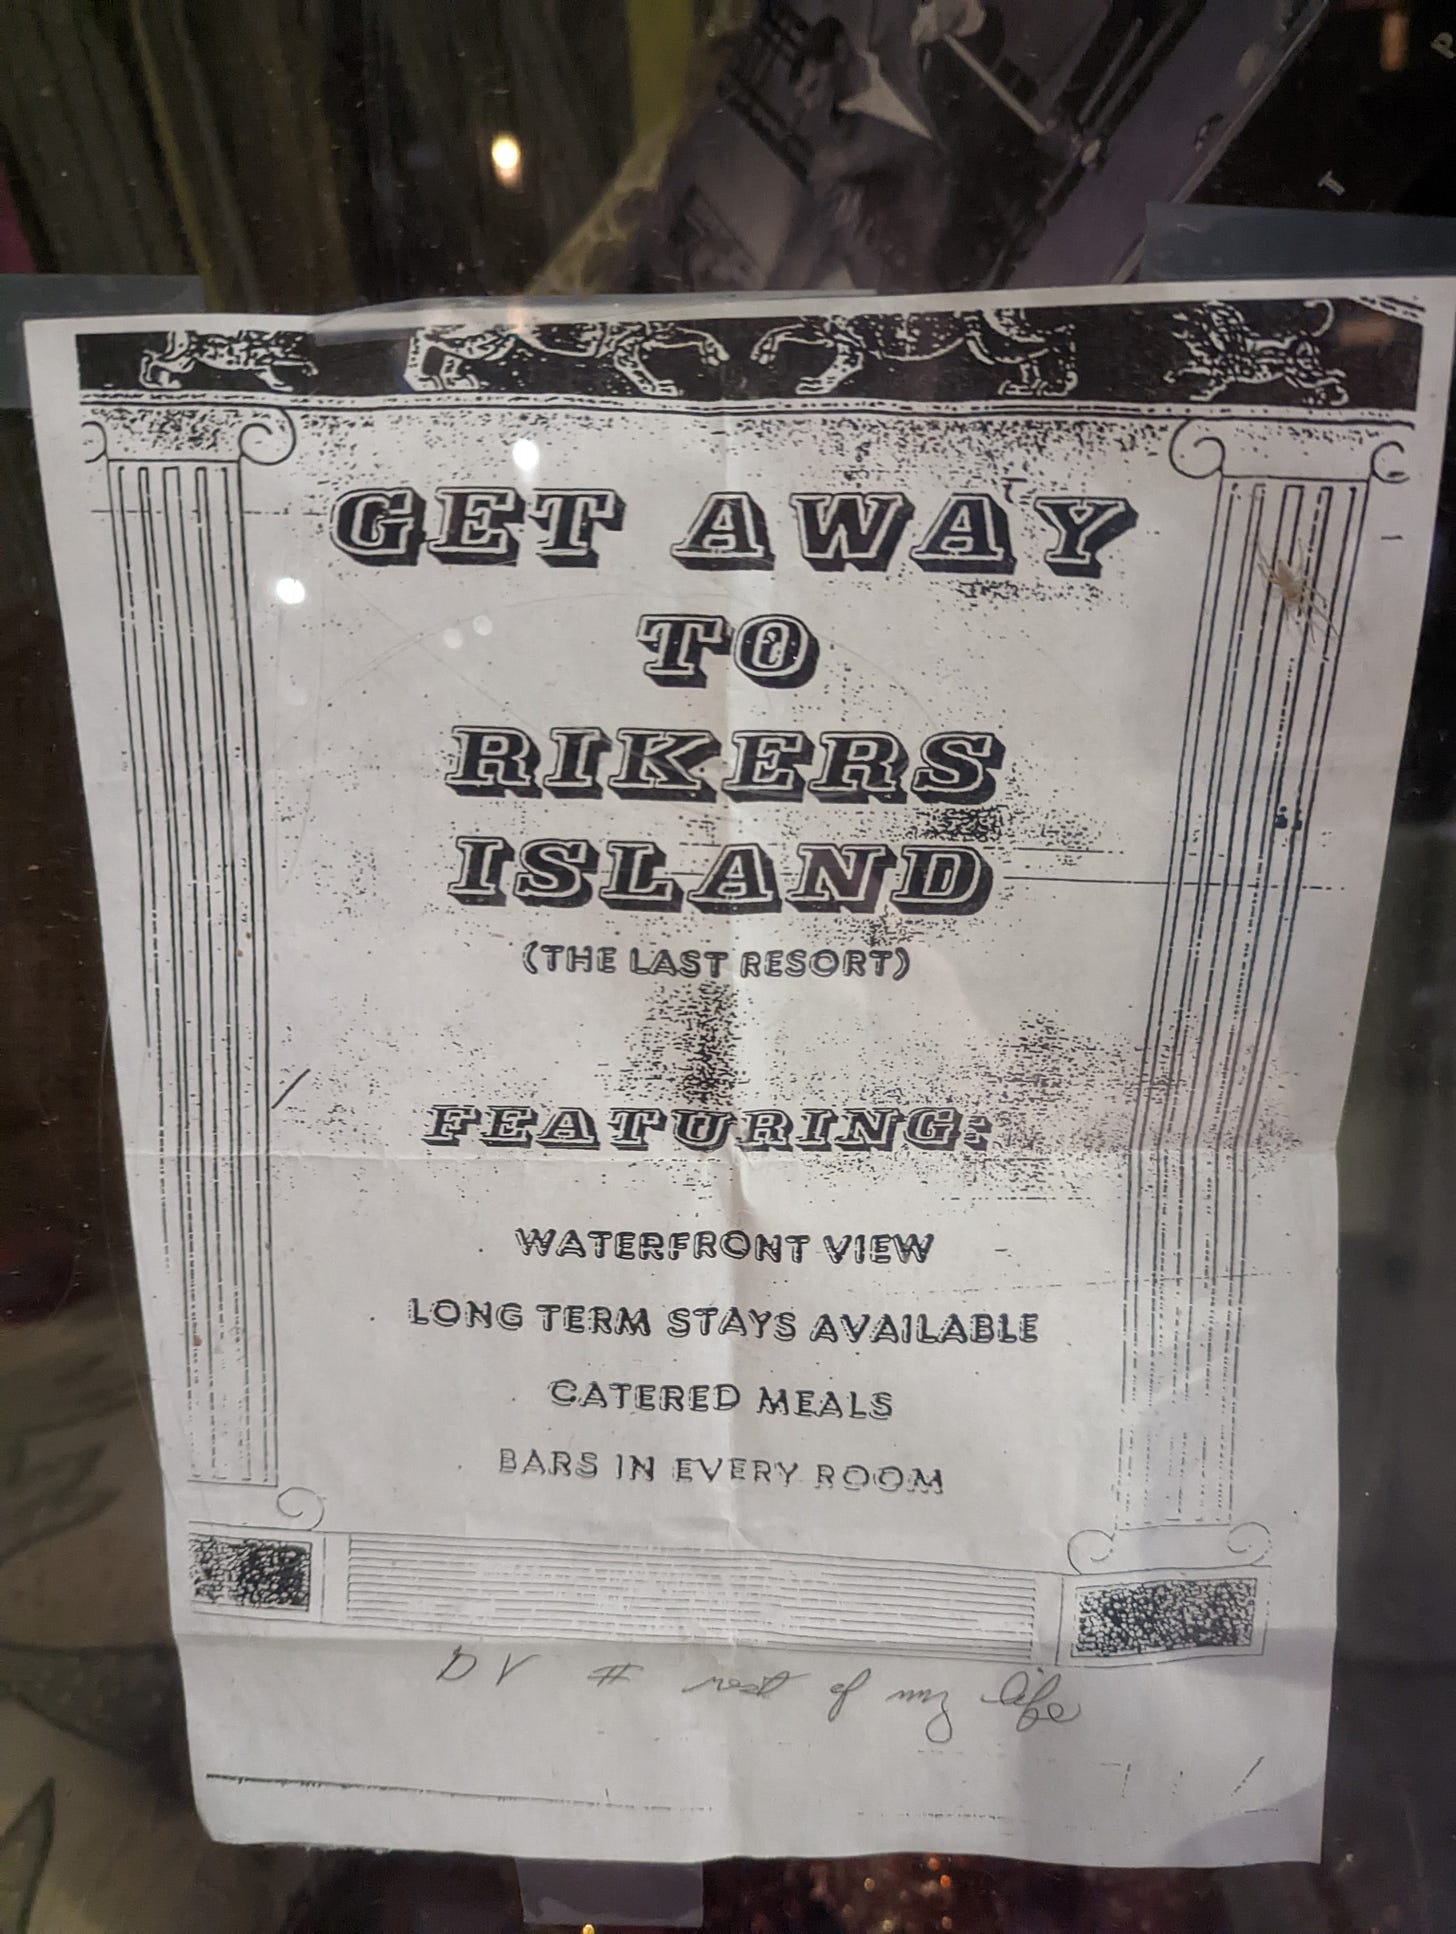 GET AWAY
TO
RIKERS
ISLAND
(THE LAST RESORT)
FEATURING:
WATERFRONT VIEW
LONG TERM STAYS AVAILABLE
CATERED MEALS
BARS IN EVERY ROOM
# rest of my life